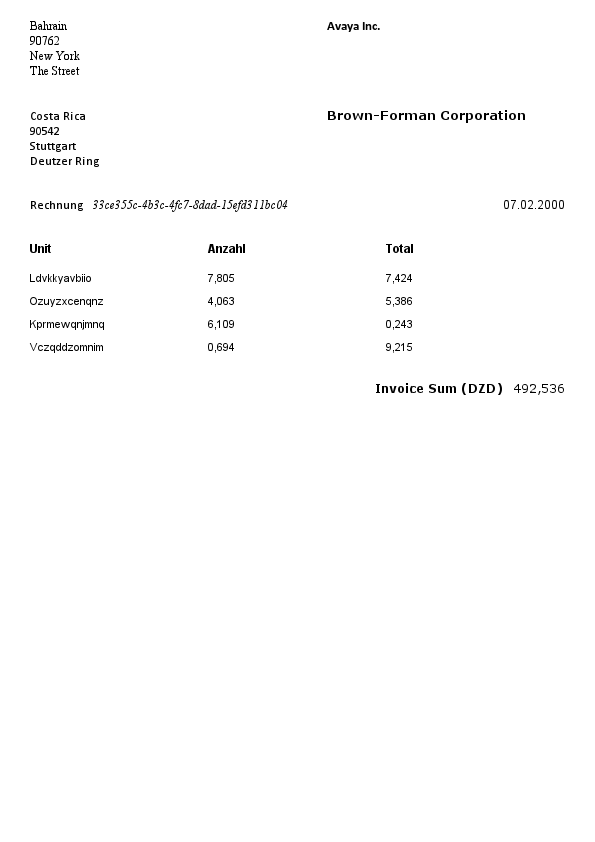 Bahrain
90762
New York
The Street
Avaya Inc.
Costa Rica
90542
Stuttgart
Deutzer Ring
Brown-Forman Corporation
Rechnung 33ce355c-4b3c-4fc7-8dad-15efd311bc04 07.02.2000
Unit Anzahl Total
Ldvkkyavbiio 7,805 7,424
Ozuyzxcenqnz 4,063 5,386
Kprmewqnjmnq 6,109 0,243
Vczqddzomnim 0,694 9,215
Invoice Sum (DZD) 492,536